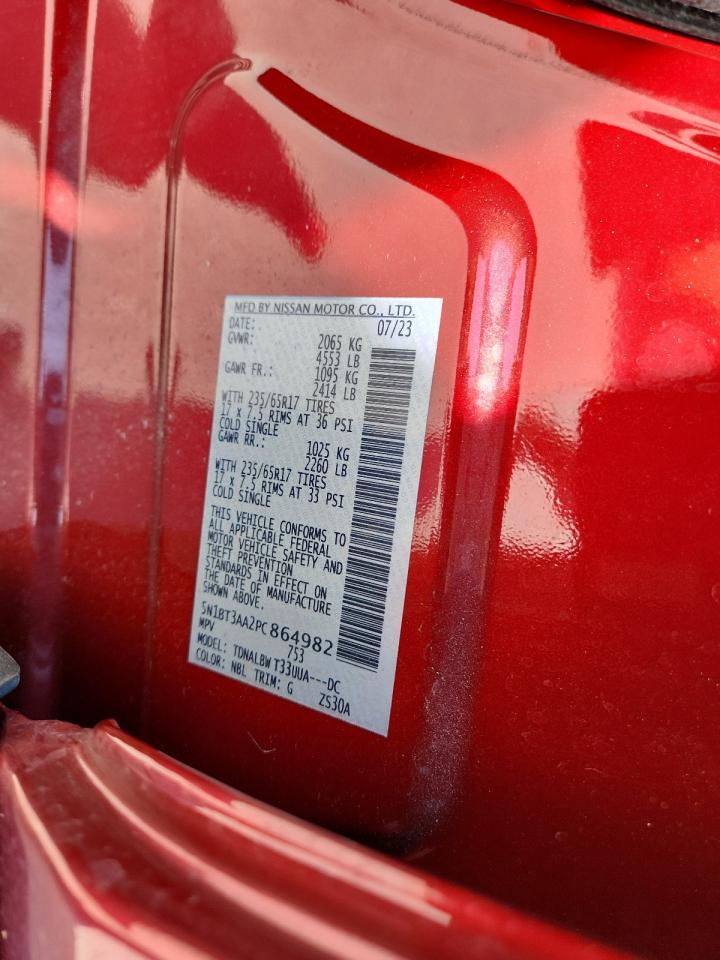 MFD BY NISSAN MOTOR CO., LTD.
DATE: 07/23
GVWR: 2065 KG
4553 LB
GAWR FR.: 1095 KG
2414 LB
WITH 235/65R17 TIRES
17 x 7.5 RIMS AT 36 PSI
COLD SINGLE
GAWR RR.: 1025 KG
2260 LB
WITH 235/65R17 TIRES
17 x 7.5 RIMS AT 33 PSI
COLD SINGLE
THIS VEHICLE CONFORMS TO
ALL APPLICABLE FEDERAL
MOTOR VEHICLE SAFETY AND
THEFT PREVENTION
STANDARDS IN EFFECT ON
THE DATE OF MANUFACTURE
SHOWN ABOVE.
5N1BT3AA2PC864982
MPV 753
MODEL: TDNALBW T33UUA---DC
COLOR: NBL TRIM: G ZS30A